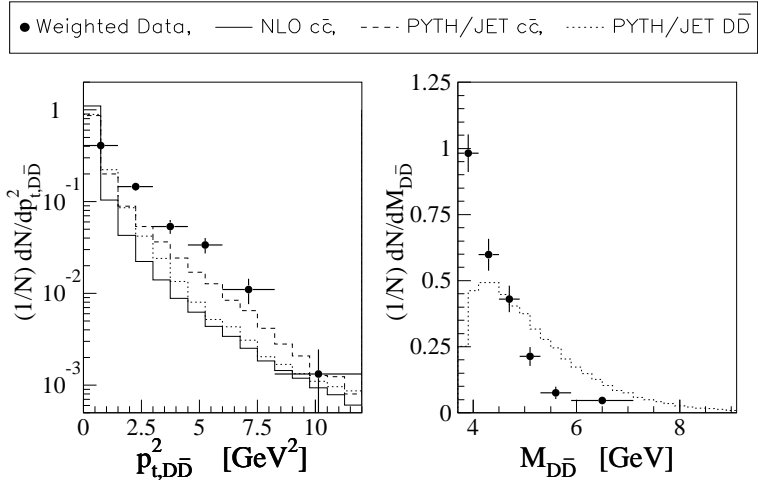 Weighted Data, NLO cc̄, PYTH/JET cc̄, PYTH/JET DD̄
(1/N) dN/dp²t,DD̄
1
10⁻¹
10⁻²
10⁻³
0 2.5 5 7.5 10
p²t,DD̄ [GeV²]
(1/N) dN/dM_DD̄
1.25
1
0.75
0.5
0.25
0
4 6 8
M_DD̄ [GeV]